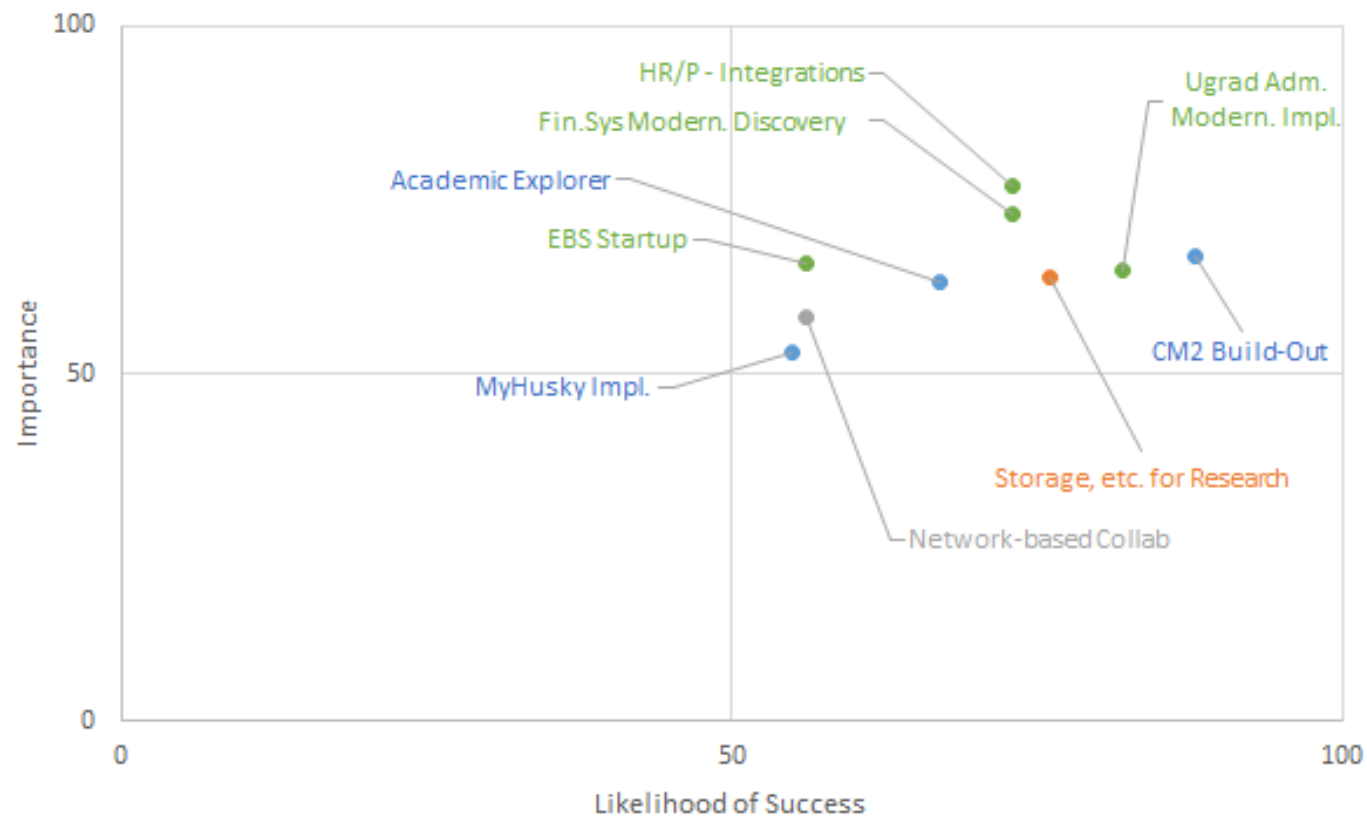 100
HR/P - Integrations
Ugrad Adm.
Modern. Impl.
Fin.Sys Modern. Discovery
Academic Explorer
EBS Startup
Importance
CM2 Build-Out
50
MyHusky Impl.
Storage, etc. for Research
Network-based Collab
0
0
50
100
Likelihood of Success